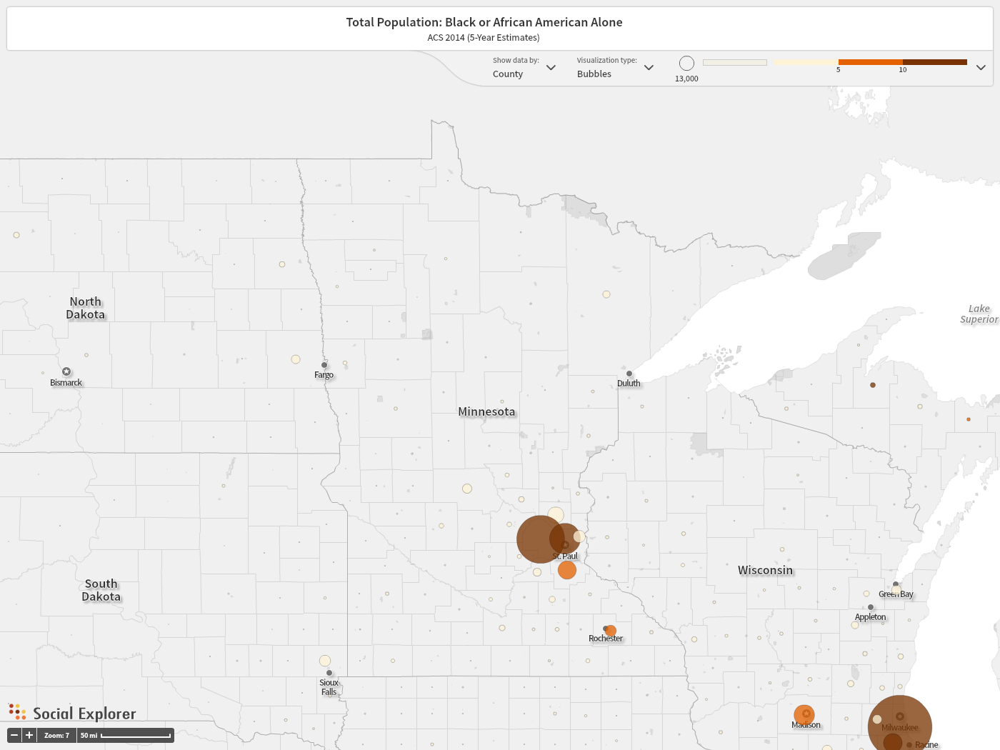 Total Population: Black or African American Alone
ACS 2014 (5-Year Estimates)
Show data by:
County
Visualization type:
Bubbles
13,000
5
10
North
Dakota
Lake
Superior
Bismarck
Fargo
Duluth
Minnesota
St. Paul
Wisconsin
South
Dakota
Green Bay
Appleton
Rochester
Sioux
Falls
Social Explorer
Madison
Milwaukee
Racine
Zoom: 7
50 mi